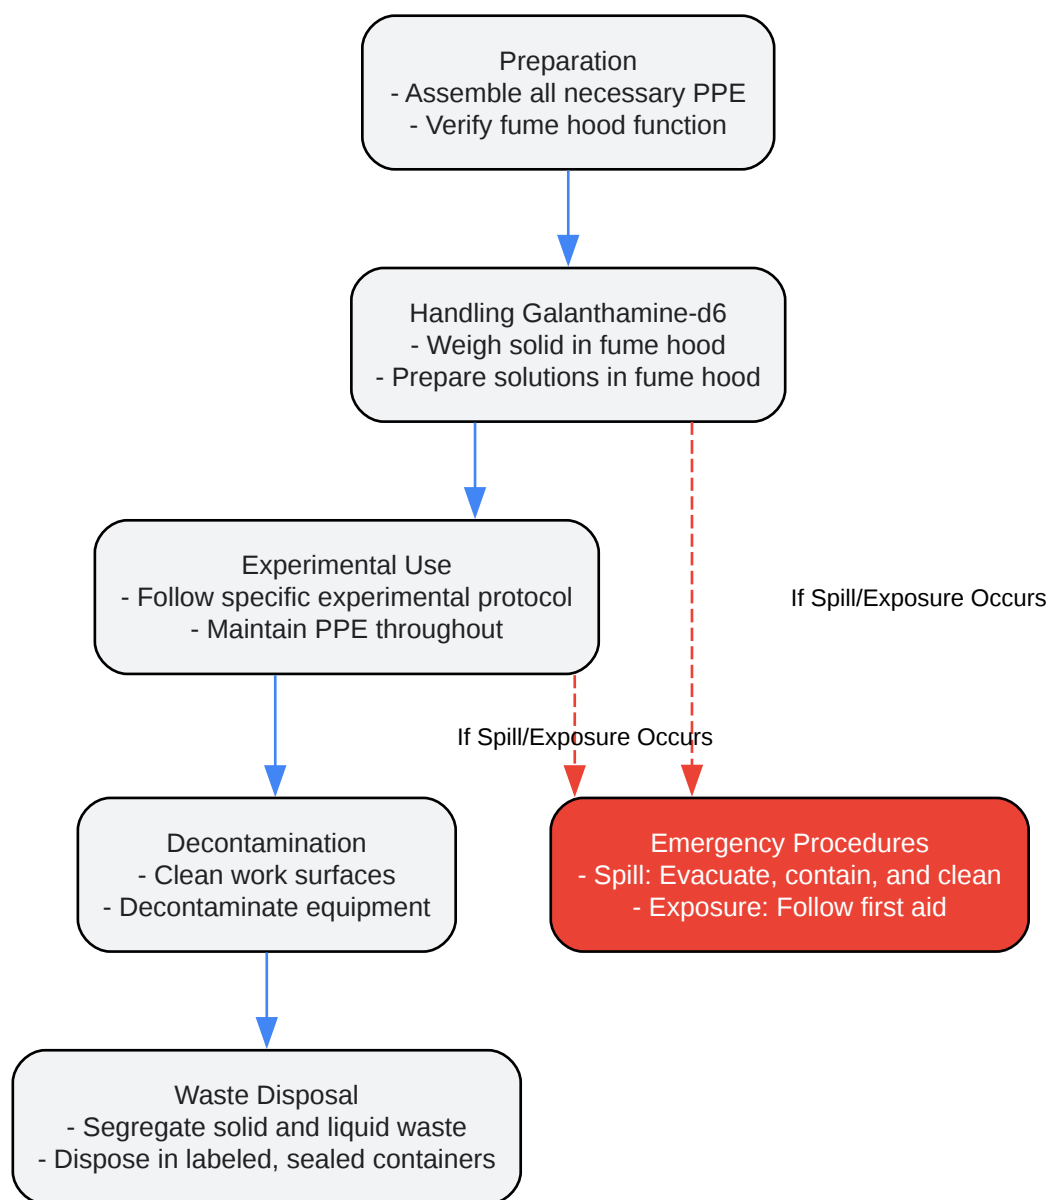 Preparation
- Assemble all necessary PPE
- Verify fume hood function
Handling Galanthamine-d6
- Weigh solid in fume hood
- Prepare solutions in fume hood
Experimental Use
- Follow specific experimental protocol
- Maintain PPE throughout
If Spill/Exposure Occurs
If Spill/Exposure Occurs
Decontamination
- Clean work surfaces
- Decontaminate equipment
Emergency Procedures
- Spill: Evacuate, contain, and clean
- Exposure: Follow first aid
Waste Disposal
- Segregate solid and liquid waste
- Dispose in labeled, sealed containers